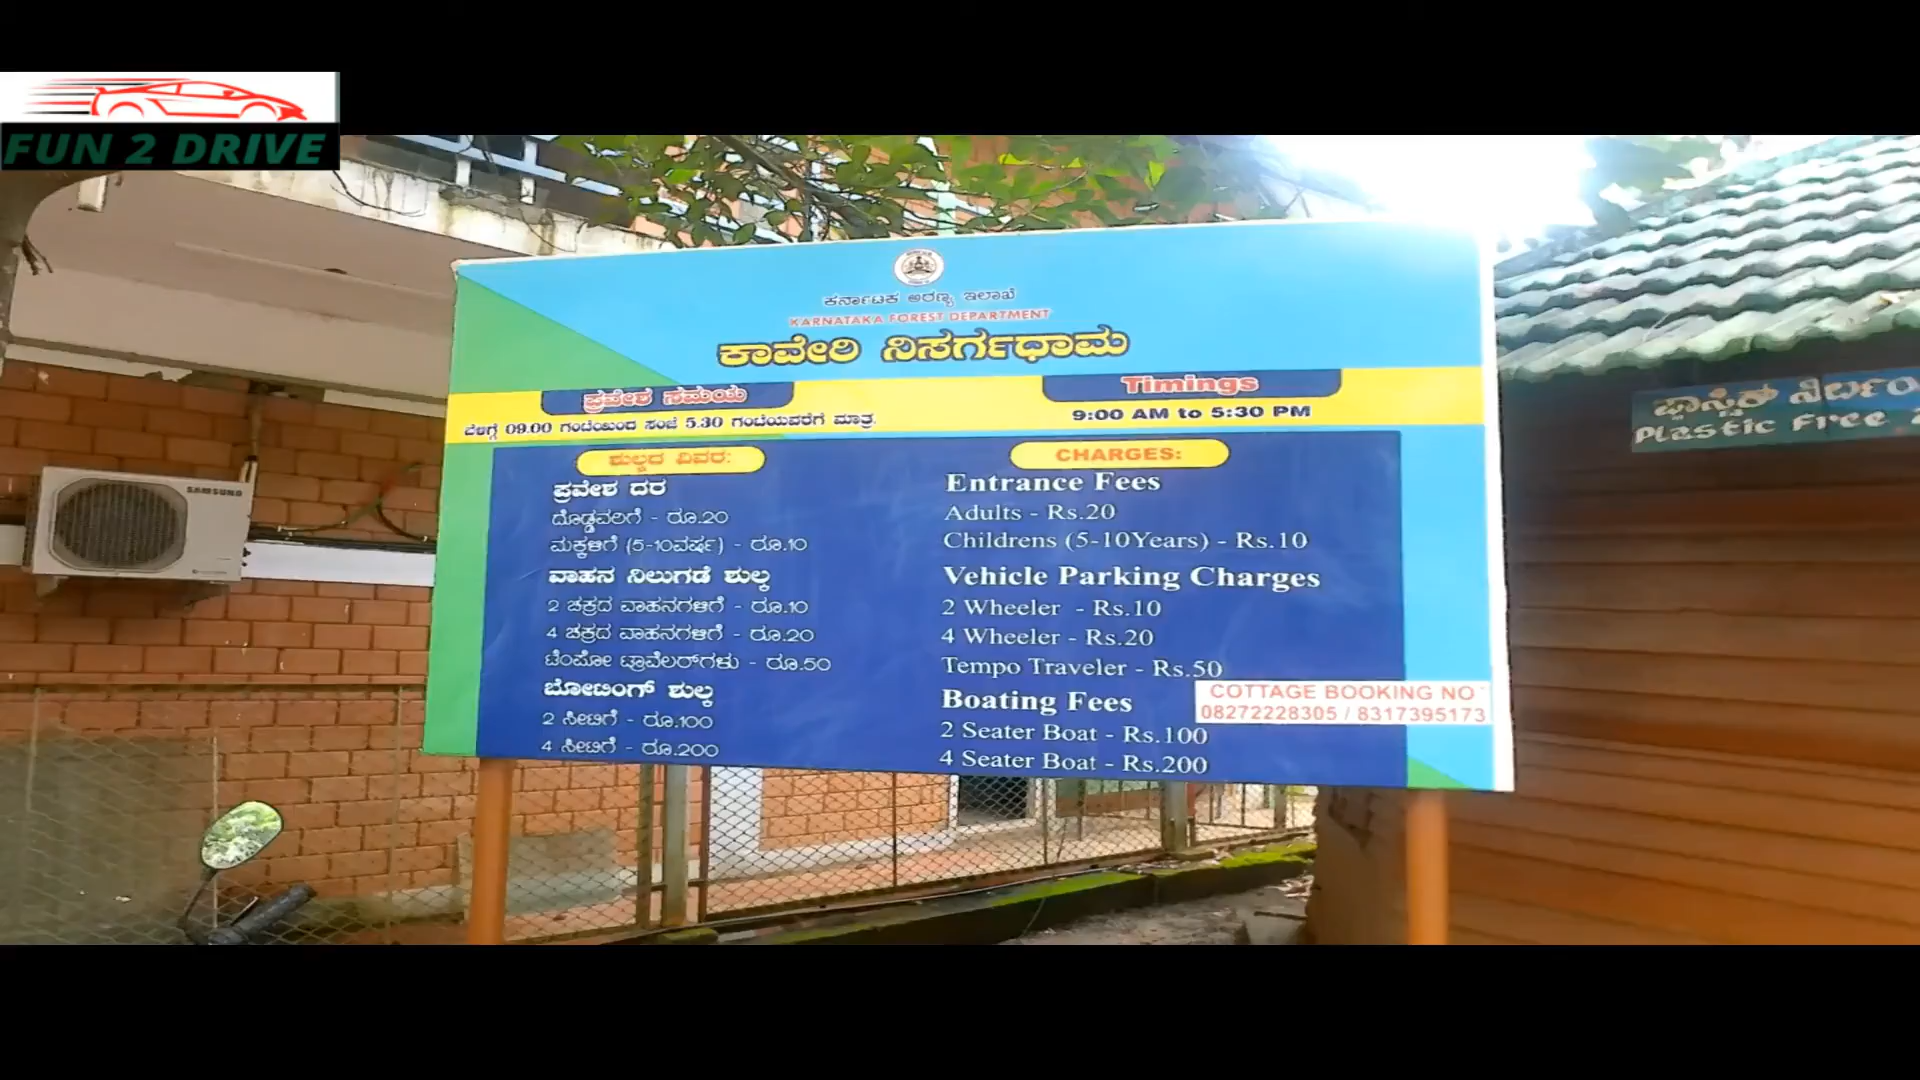 FUN 2 DRIVE
ಕರ್ನಾಟಕ ಅರಣ್ಯ ಇಲಾಖೆ
KARNATAKA FOREST DEPARTMENT
ಕಾವೇರಿ ನಿಸರ್ಗಧಾಮ
ಪ್ರವೇಶ ಸಮಯ
ಬೆಳಿಗ್ಗೆ 09.00 ಗಂಟೆಯಿಂದ ಸಂಜೆ 5.30 ಗಂಟೆಯವರೆಗೆ ಮಾತ್ರ.
Timings
9:00 AM to 5:30 PM
ಶುಲ್ಕದ ವಿವರ:
ಪ್ರವೇಶ ದರ
ದೊಡ್ಡವರಿಗೆ - ರೂ.20
ಮಕ್ಕಳಿಗೆ (5-10ವರ್ಷ) - ರೂ.10
ವಾಹನ ನಿಲುಗಡೆ ಶುಲ್ಕ
2 ಚಕ್ರದ ವಾಹನಗಳಿಗೆ - ರೂ.10
4 ಚಕ್ರದ ವಾಹನಗಳಿಗೆ - ರೂ.20
ಟೆಂಪೋ ಟ್ರಾವೆಲರ್‌ಗಳು - ರೂ.50
ಬೋಟಿಂಗ್ ಶುಲ್ಕ
2 ಸೀಟಿಗೆ - ರೂ.100
4 ಸೀಟಿಗೆ - ರೂ.200
CHARGES:
Entrance Fees
Adults - Rs.20
Childrens (5-10Years) - Rs.10
Vehicle Parking Charges
2 Wheeler - Rs.10
4 Wheeler - Rs.20
Tempo Traveler - Rs.50
Boating Fees
2 Seater Boat - Rs.100
4 Seater Boat - Rs.200
COTTAGE BOOKING NO
08272228305 / 8317395173
ಪ್ಲಾಸ್ಟಿಕ್
Plastic Free
SAMSUNG